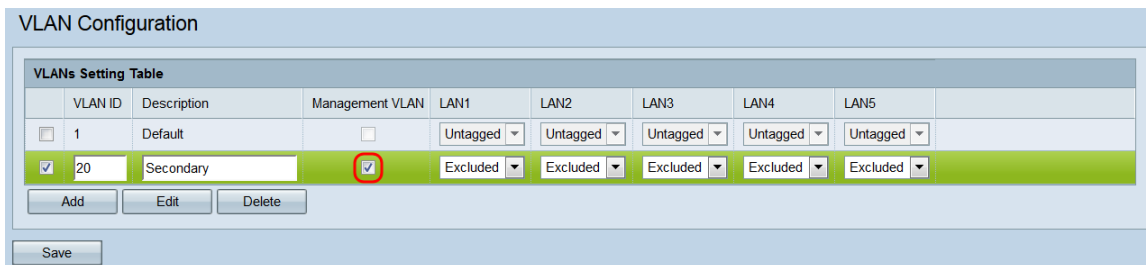 VLAN Configuration
VLANs Setting Table
VLAN ID Description Management VLAN LAN1 LAN2 LAN3 LAN4 LAN5
1 Default Untagged Untagged Untagged Untagged Untagged
20 Secondary Excluded Excluded Excluded Excluded Excluded
Add Edit Delete
Save